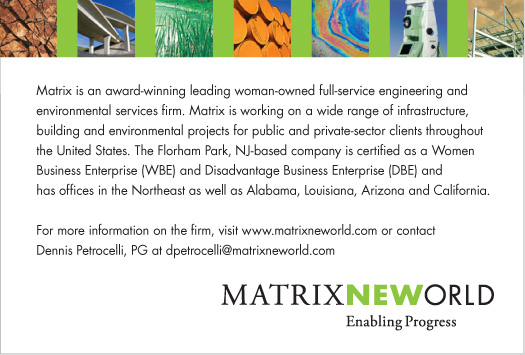 Matrix is an award-winning leading woman-owned full-service engineering and
environmental services firm. Matrix is working on a wide range of infrastructure,
building and environmental projects for public and private-sector clients throughout
the United States. The Florham Park, NJ-based company is certified as a Women
Business Enterprise (WBE) and Disadvantage Business Enterprise (DBE) and
has offices in the Northeast as well as Alabama, Louisiana, Arizona and California.
For more information on the firm, visit www.matrixneworld.com or contact
Dennis Petrocelli, PG at dpetrocelli@matrixneworld.com
MATRIXNEWORLD
Enabling Progress